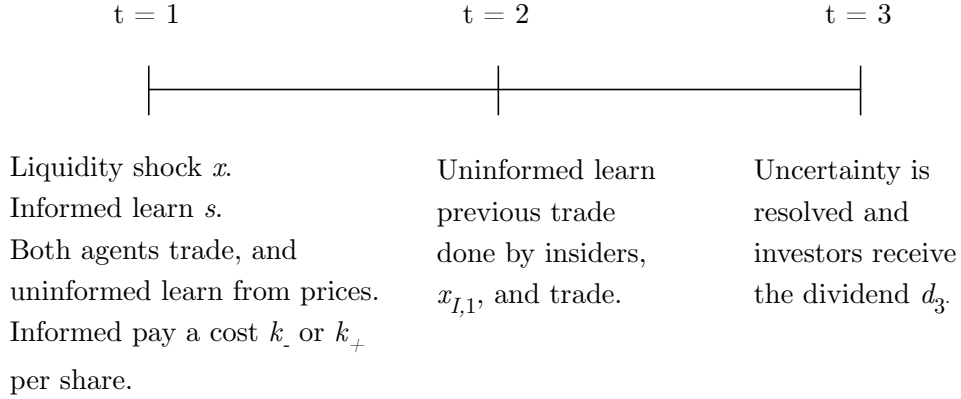 t = 1
t = 2
t = 3
Liquidity shock x.
Informed learn s.
Both agents trade, and
uninformed learn from prices.
Informed pay a cost k_- or k_+
per share.
Uninformed learn
previous trade
done by insiders,
x_{I,1}, and trade.
Uncertainty is
resolved and
investors receive
the dividend d_3.